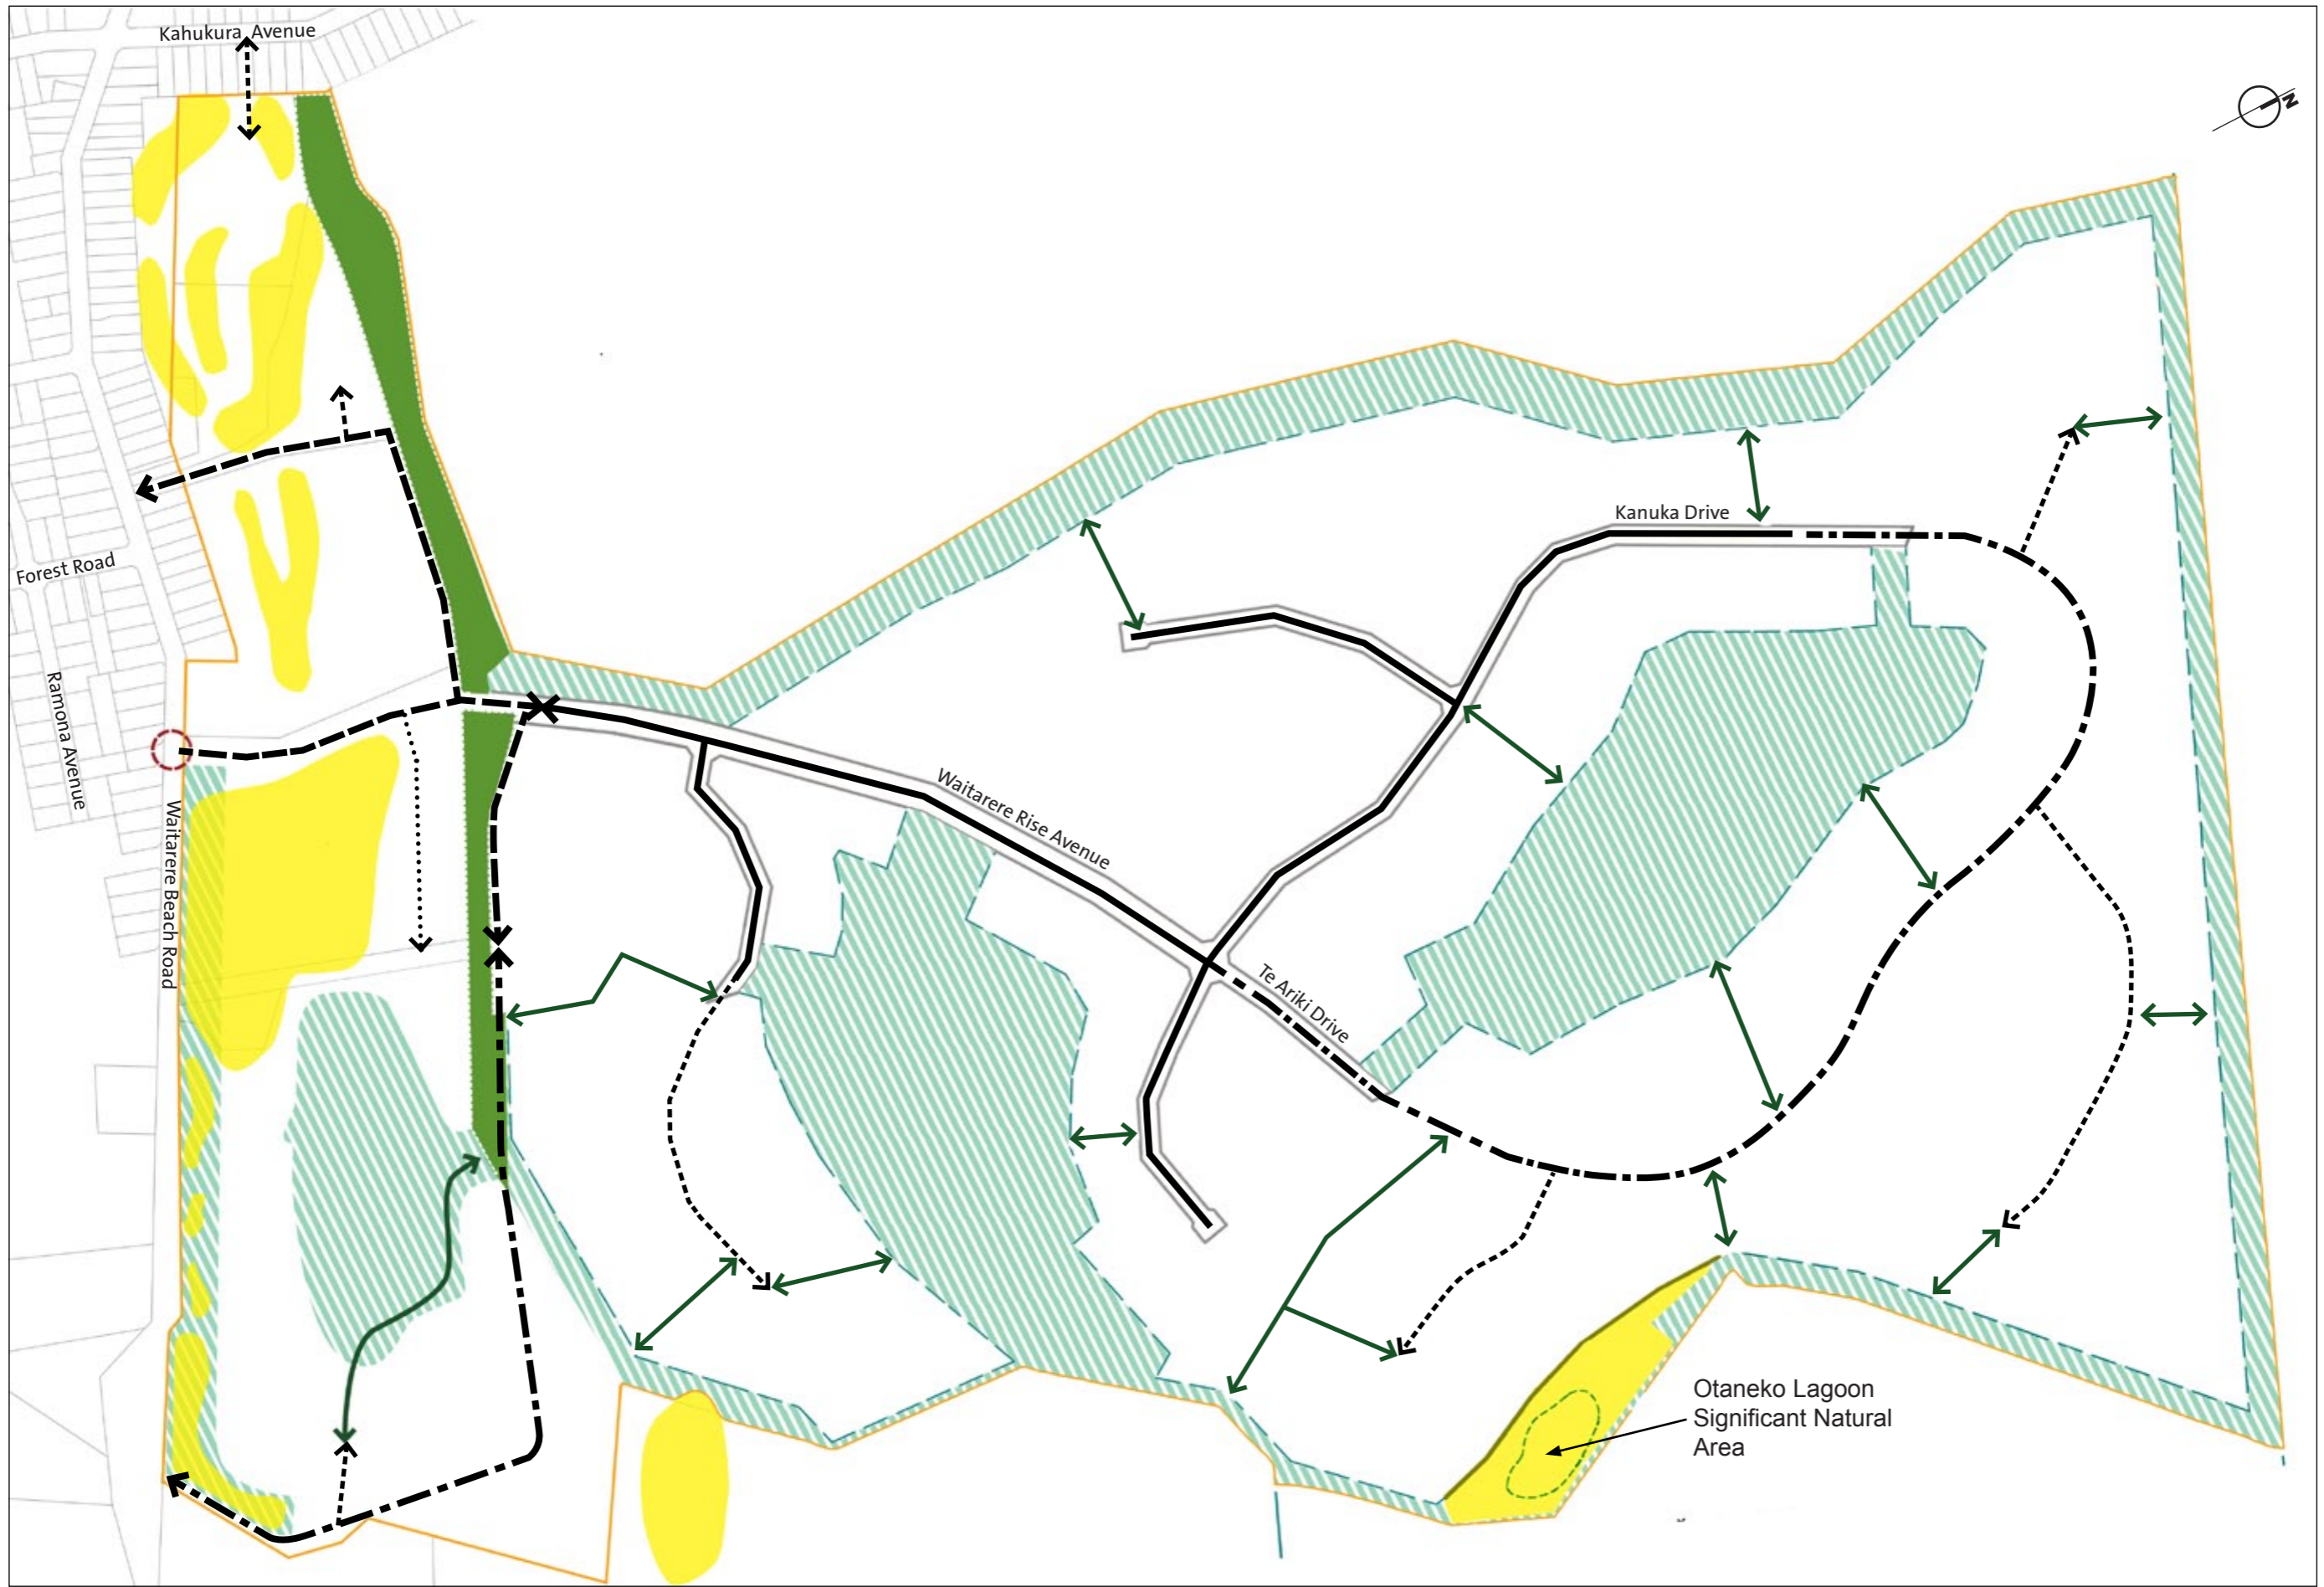 Kahukura Avenue
N
Kanuka Drive
Forest Road
Ramona Avenue
Waitarere Rise Avenue
Waitarere Beach Road
Te Ariki Drive
Otaneko Lagoon
Significant Natural
Area